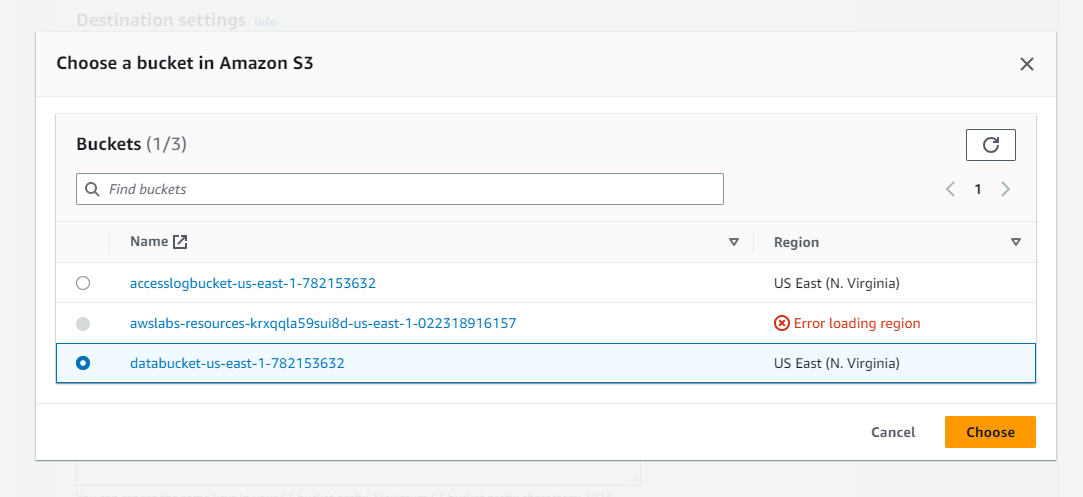 Destination settings Info
Choose a bucket in Amazon S3
Buckets (1/3)
Find buckets
1
Name Region
accesslogbucket-us-east-1-782153632 US East (N. Virginia)
awslabs-resources-krxqqla59sui8d-us-east-1-022318916157 Error loading region
databucket-us-east-1-782153632 US East (N. Virginia)
Cancel Choose